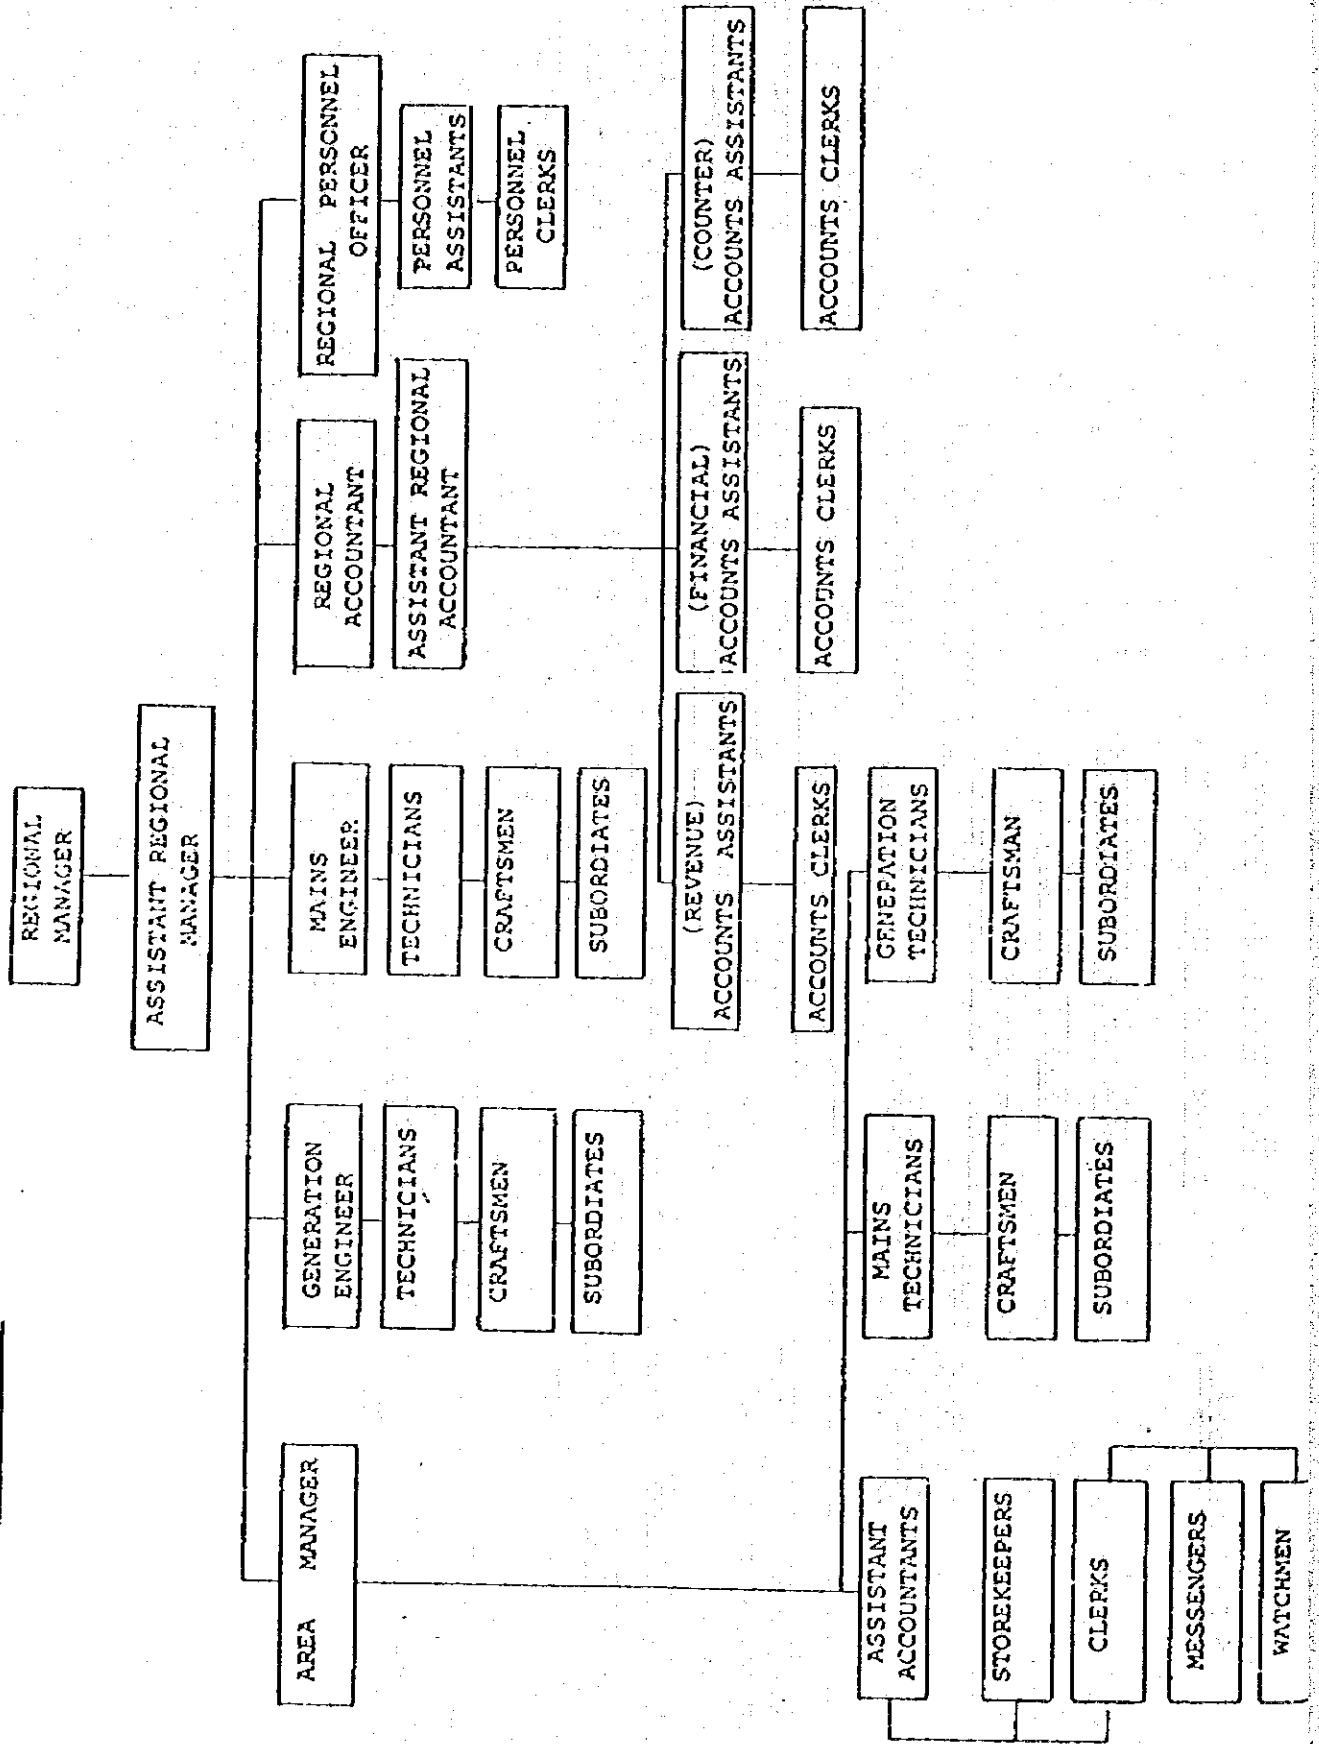 REGIONAL
MANAGER
ASSISTANT REGIONAL
MANAGER
AREA MANAGER
GENERATION
ENGINEER
TECHNICIANS
CRAFTSMEN
SUBORDIATES
MAINS
ENGINEER
TECHNICIANS
CRAFTSMEN
SUBORDIATES
REGIONAL
ACCOUNTANT
ASSISTANT REGIONAL
ACCOUNTANT
REGIONAL PERSONNEL
OFFICER
PERSONNEL
ASSISTANTS
PERSONNEL
CLERKS
(REVENUE)
ACCOUNTS ASSISTANTS
ACCOUNTS CLERKS
(FINANCIAL)
ACCOUNTS ASSISTANTS
ACCOUNTS CLERKS
(COUNTER)
ACCOUNTS ASSISTANTS
ACCOUNTS CLERKS
ASSISTANT
ACCOUNTANTS
STOREKEEPERS
CLERKS
MESSENGERS
WATCHMEN
MAINS
TECHNICIANS
CRAFTSMEN
SUBORDIATES
GENEPATION
TECHNICIANS
CRAFTSMAN
SUBORDIATES